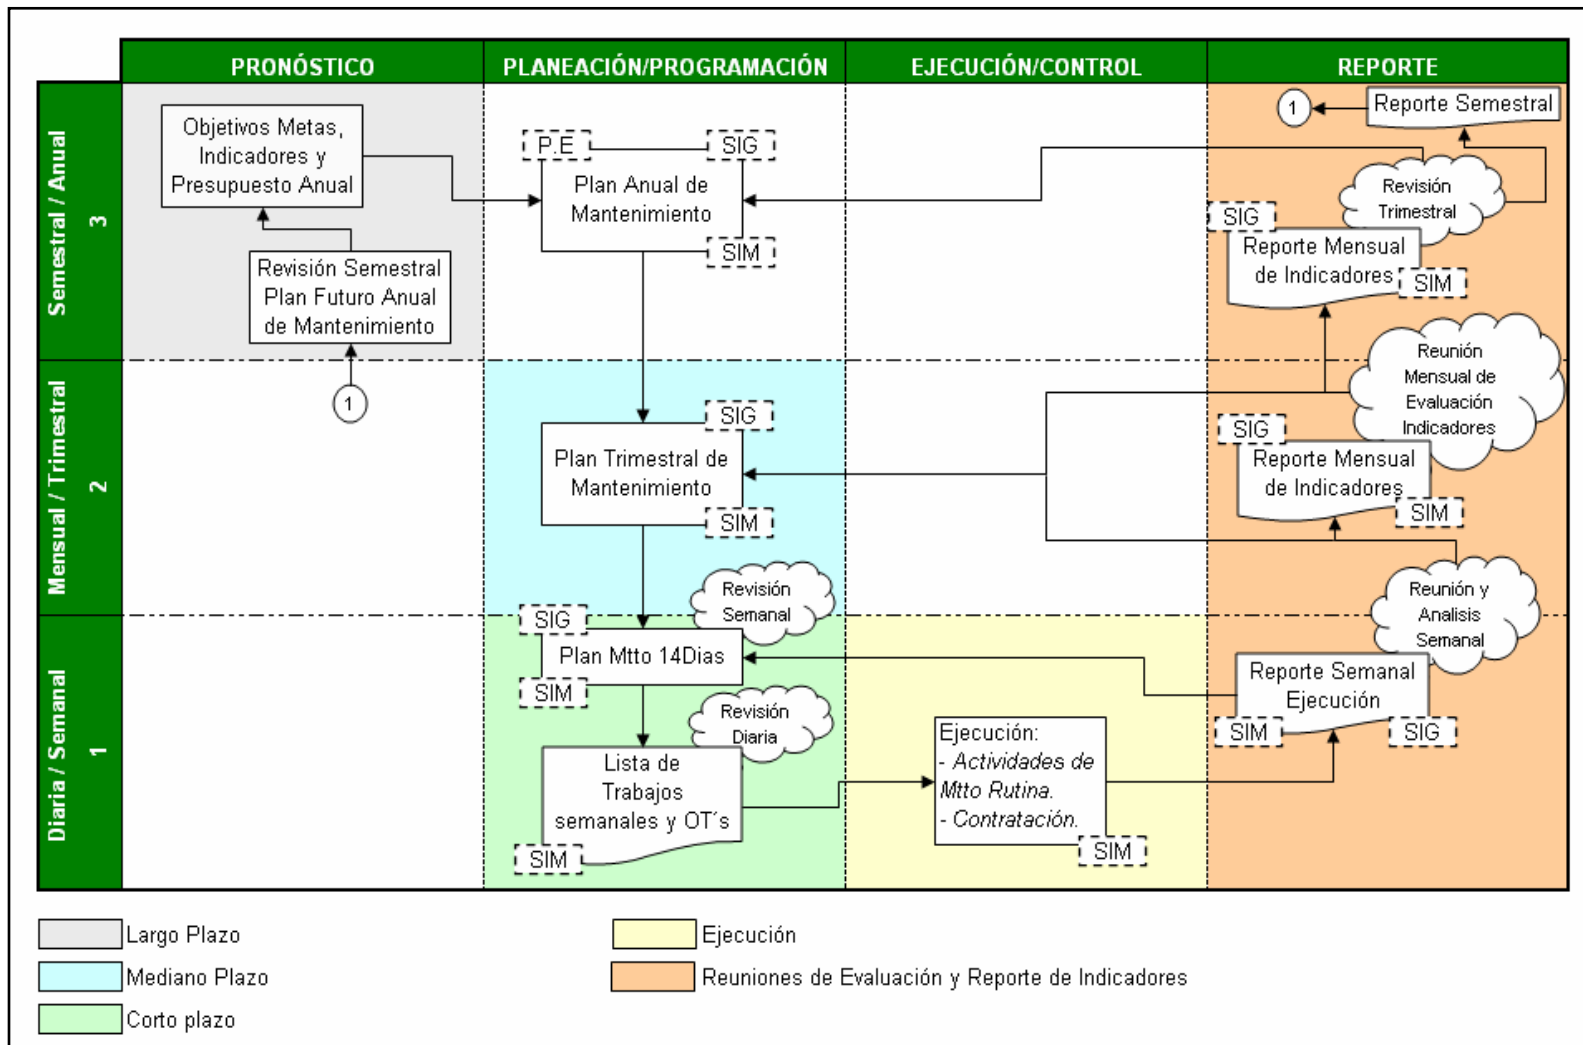 PRONÓSTICO
PLANEACIÓN/PROGRAMACIÓN
EJECUCIÓN/CONTROL
REPORTE
Semestral / Anual
3
Objetivos Metas,
Indicadores y
Presupuesto Anual
Revisión Semestral
Plan Futuro Anual
de Mantenimiento
1
P.E
SIG
Plan Anual de
Mantenimiento
SIM
1
Reporte Semestral
Revisión
Trimestral
SIG
Reporte Mensual
de Indicadores
SIM
Mensual / Trimestral
2
SIG
Plan Trimestral de
Mantenimiento
SIM
Revisión
Semanal
Reunión
Mensual de
Evaluación
Indicadores
SIG
Reporte Mensual
de Indicadores
SIM
Reunión y
Analisis
Semanal
Diaria / Semanal
1
SIG
Plan Mtto 14Dias
SIM
Revisión
Diaria
Lista de
Trabajos
semanales y OT´s
SIM
Ejecución:
- Actividades de
Mtto Rutina.
- Contratación.
SIM
Reporte Semanal
Ejecución
SIM
SIG
Largo Plazo
Mediano Plazo
Corto plazo
Ejecución
Reuniones de Evaluación y Reporte de Indicadores